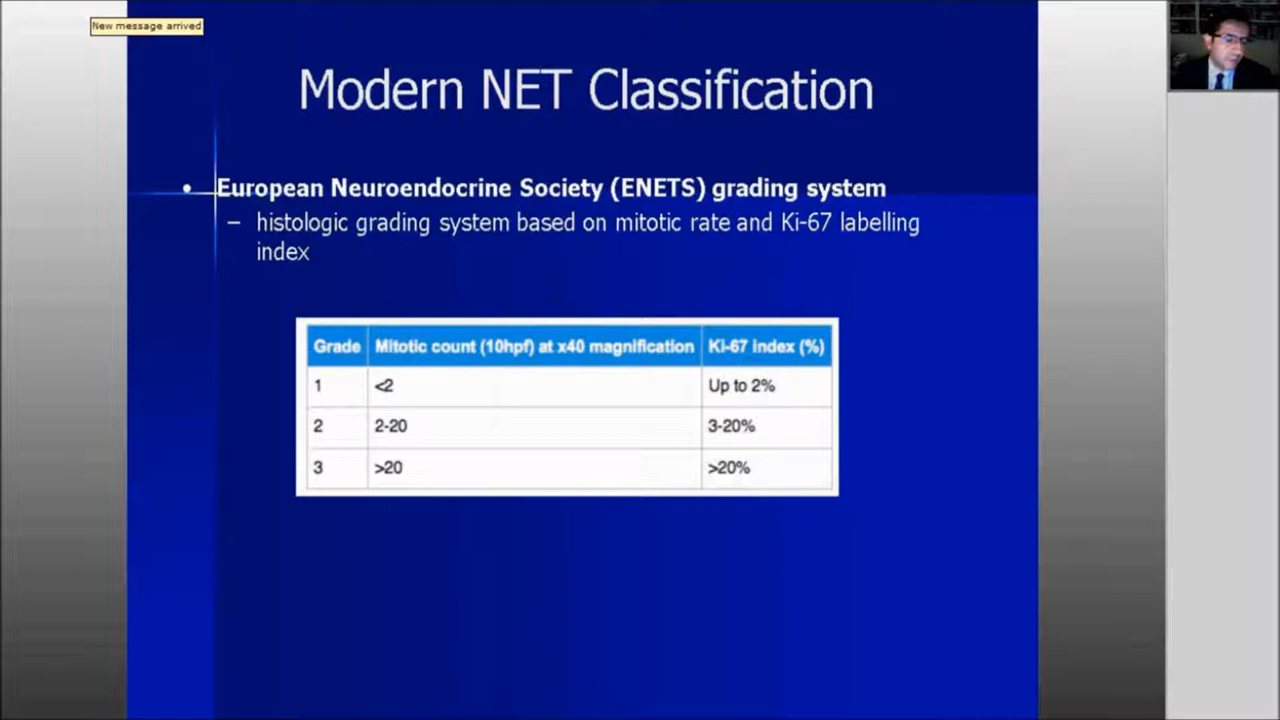 New message arrived
Modern NET Classification
• European Neuroendocrine Society (ENETS) grading system
– histologic grading system based on mitotic rate and Ki-67 labelling
index
Grade Mitotic count (10hpf) at x40 magnification Ki-67 index (%)
1 <2 Up to 2%
2 2-20 3-20%
3 >20 >20%